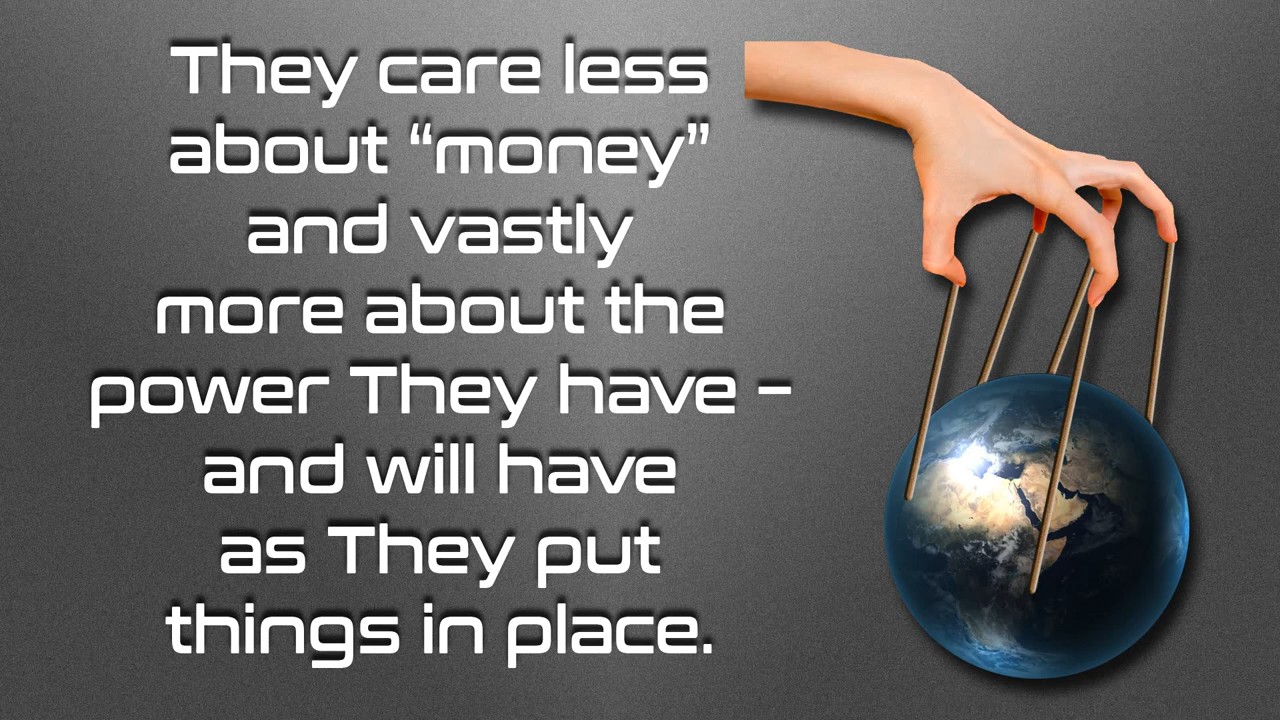 They care less
about “money”
and vastly
more about the
power They have –
and will have
as They put
things in place.